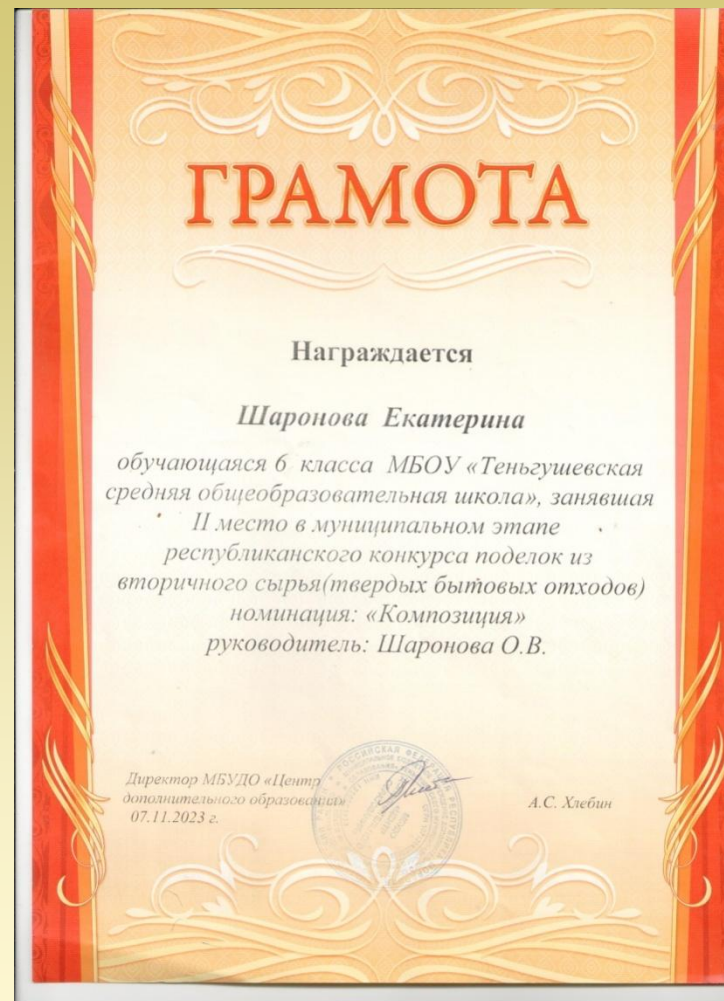 ГРАМОТА
Награждается
Шаронова Екатерина
обучающаяся 6 класса МБОУ «Теньгушевская
средняя общеобразовательная школа», занявшая
II место в муниципальном этапе
республиканского конкурса поделок из
вторичного сырья(твердых бытовых отходов)
номинация: «Композиция»
руководитель: Шаронова О.В.
Директор МБУДО «Центр
дополнительного образования»
07.11.2023 г.
А.С. Хлебин
РОССИЙСКАЯ